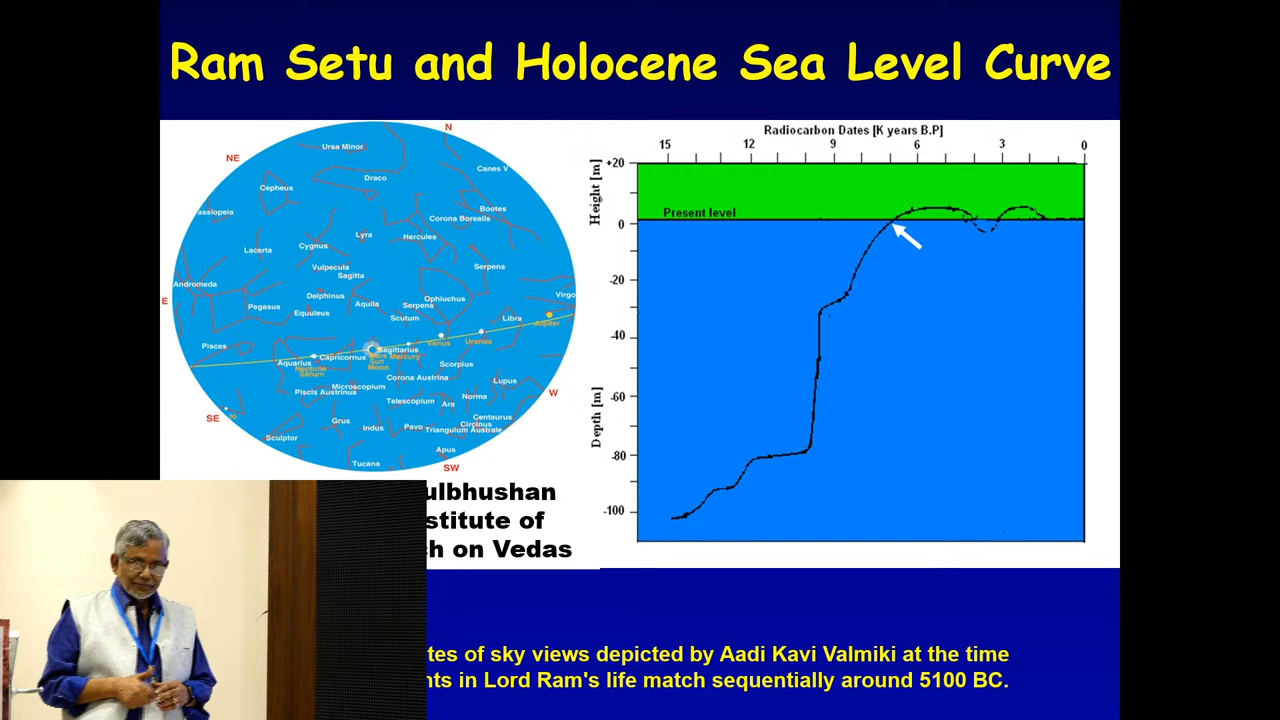 Ram Setu and Holocene Sea Level Curve
N
NE
Ursa Minor
Draco
Canes V
Cepheus
Cassiopeia
Bootes
Corona Borealis
Lyra
Hercules
Cygnus
Lacerta
Vulpecula
Sagitta
Serpens
Andromeda
Delphinus
Aquila
Ophiuchus
Virgo
E
Pegasus
Equuleus
Serpens
Scutum
Libra
Jupiter
Pisces
Venus
Uranus
Sagittarius
Capricornus
Mars Mercury
Sun
Moon
Aquarius
Neptune
Saturn
Scorpius
Corona Austrina
Lupus
Microscopium
Piscis Austrinus
Telescopium
Ara
Norma
W
SE
Grus
Indus
Pavo
Centaurus
Circinus
Triangulum Australe
Sculptor
Tucana
Apus
SW
Radiocarbon Dates [K years B.P]
15 12 9 6 3 0
+20
Height [m]
Present level
0
-20
-40
-60
Depth [m]
-80
-100
ulbhushan
stitute of
ch on Vedas
tes of sky views depicted by Aadi Kavi Valmiki at the time
nts in Lord Ram's life match sequentially around 5100 BC.